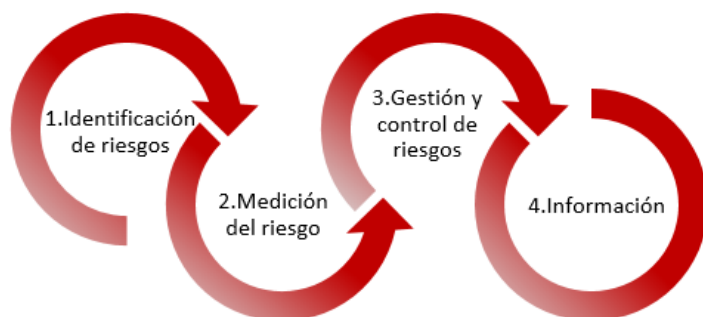 1.Identificación
de riesgos
2.Medición
del riesgo
3.Gestión y
control de
riesgos
4.Información